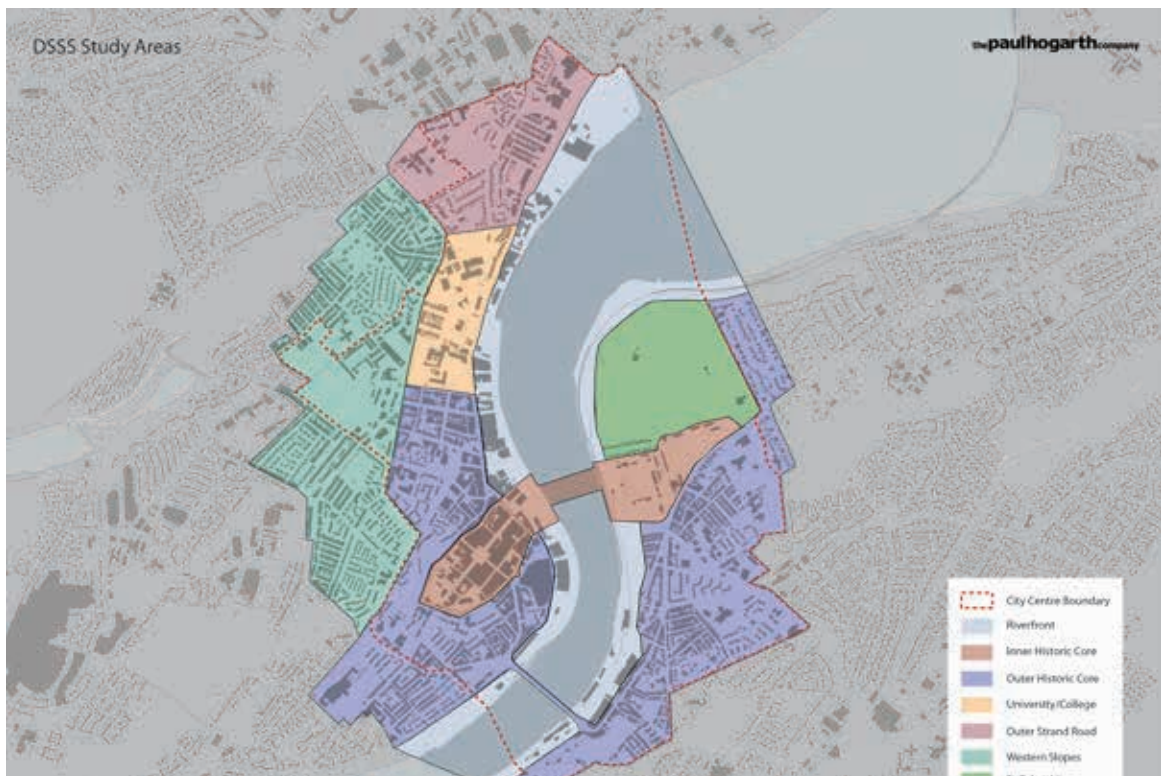 DSSS Study Areas
thepaulhogarthcompany
City Centre Boundary
Riverfront
Inner Historic Core
Outer Historic Core
University/College
Outer Strand Road
Western Slopes